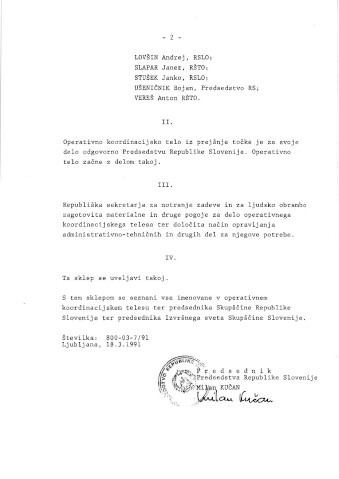 - 2 -
LOVŠIN Andrej, RSLO;
SLAPAR Janez, RŠTO;
STUŠEK Janko, RSLO;
UŠENIČNIK Bojan, Predsedstvo RS;
VEREŠ Anton RŠTO.
II.
Operativno koordinacijsko telo iz prejšnje točke je za svoje
delo odgovorno Predsedstvu Republike Slovenije. Operativno
telo začne z delom takoj.
III.
Republiška sekretarja za notranje zadeve in za ljudsko obrambo
zagotovita materialne in druge pogoje za delo operativnega
koordinacijskega telesa ter določita način opravljanja
administrativno-tehničnih in drugih del za njegove potrebe.
IV.
Ta sklep se uveljavi takoj.
S tem sklepom se seznani vse imenovane v operativnem
koordinacijskem telesu ter predsednika Skupščine Republike
Slovenije ter predsednika Izvršnega sveta Skupščine Slovenije.
Številka: 800-03-7/91
Ljubljana, 18.3.1991
P r e d s e d n i k
Predsedstva Republike Slovenije
Milan KUČAN
Milan Kučan